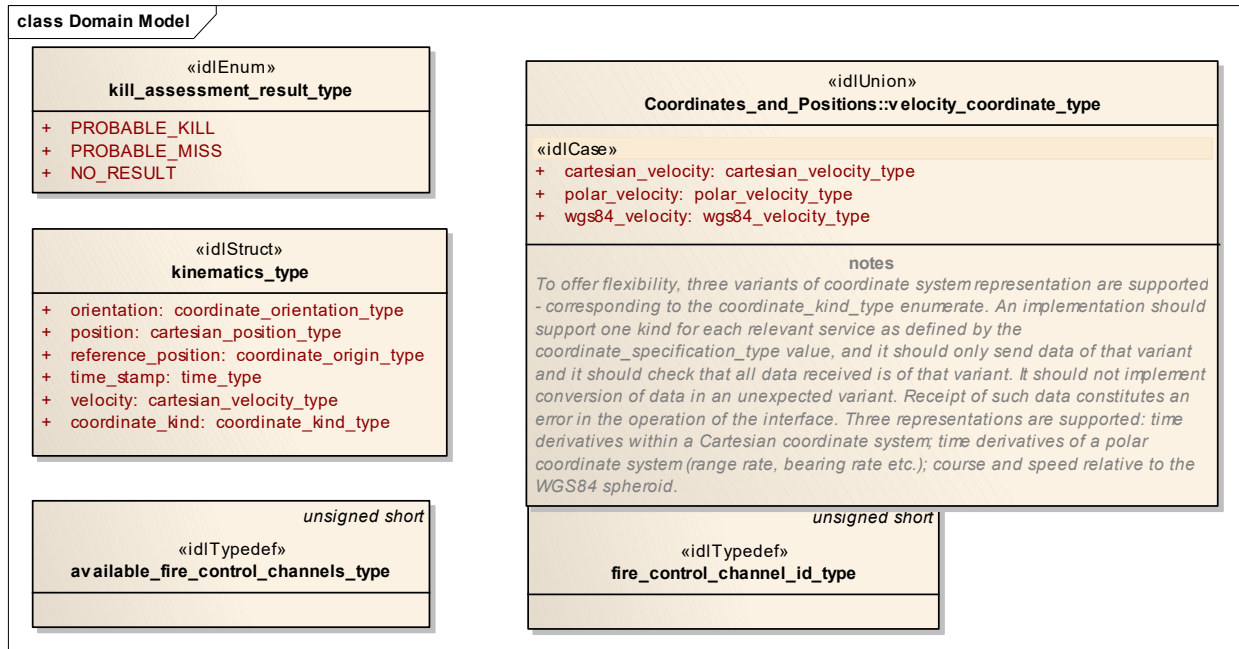 class Domain Model
«idlEnum»
kill_assessment_result_type
+ PROBABLE_KILL
+ PROBABLE_MISS
+ NO_RESULT
«idlStruct»
kinematics_type
+ orientation: coordinate_orientation_type
+ position: cartesian_position_type
+ reference_position: coordinate_origin_type
+ time_stamp: time_type
+ velocity: cartesian_velocity_type
+ coordinate_kind: coordinate_kind_type
unsigned short
«idlTypedef»
available_fire_control_channels_type
«idlUnion»
Coordinates_and_Positions::velocity_coordinate_type
«idlCase»
+ cartesian_velocity: cartesian_velocity_type
+ polar_velocity: polar_velocity_type
+ wgs84_velocity: wgs84_velocity_type
notes
To offer flexibility, three variants of coordinate system representation are supported
- corresponding to the coordinate_kind_type enumerate. An implementation should
support one kind for each relevant service as defined by the
coordinate_specification_type value, and it should only send data of that variant
and it should check that all data received is of that variant. It should not implement
conversion of data in an unexpected variant. Receipt of such data constitutes an
error in the operation of the interface. Three representations are supported: time
derivatives within a Cartesian coordinate system; time derivatives of a polar
coordinate system (range rate, bearing rate etc.); course and speed relative to the
WGS84 spheroid.
unsigned short
«idlTypedef»
fire_control_channel_id_type